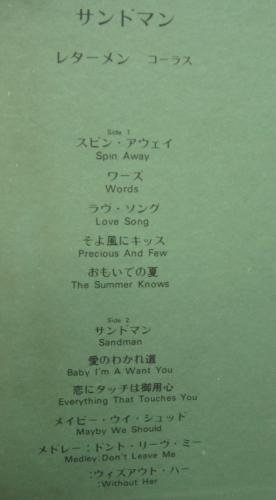 サンドマン
レターメン コーラス
Side 1
スピン・アウェイ
Spin Away
ワーズ
Words
ラヴ・ソング
Love Song
そよ風にキッス
Precious And Few
おもいでの夏
The Summer Knows
Side 2
サンドマン
Sandman
愛のわかれ道
Baby I'm A Want You
恋にタッチは御用心
Everything That Touches You
メイビー・ウイ・シュッド
Mayby We Should
メドレー:ドント・リーヴ・ミー
Medley:Don't Leave Me
:ウィズアウト・ハー
:Without Her